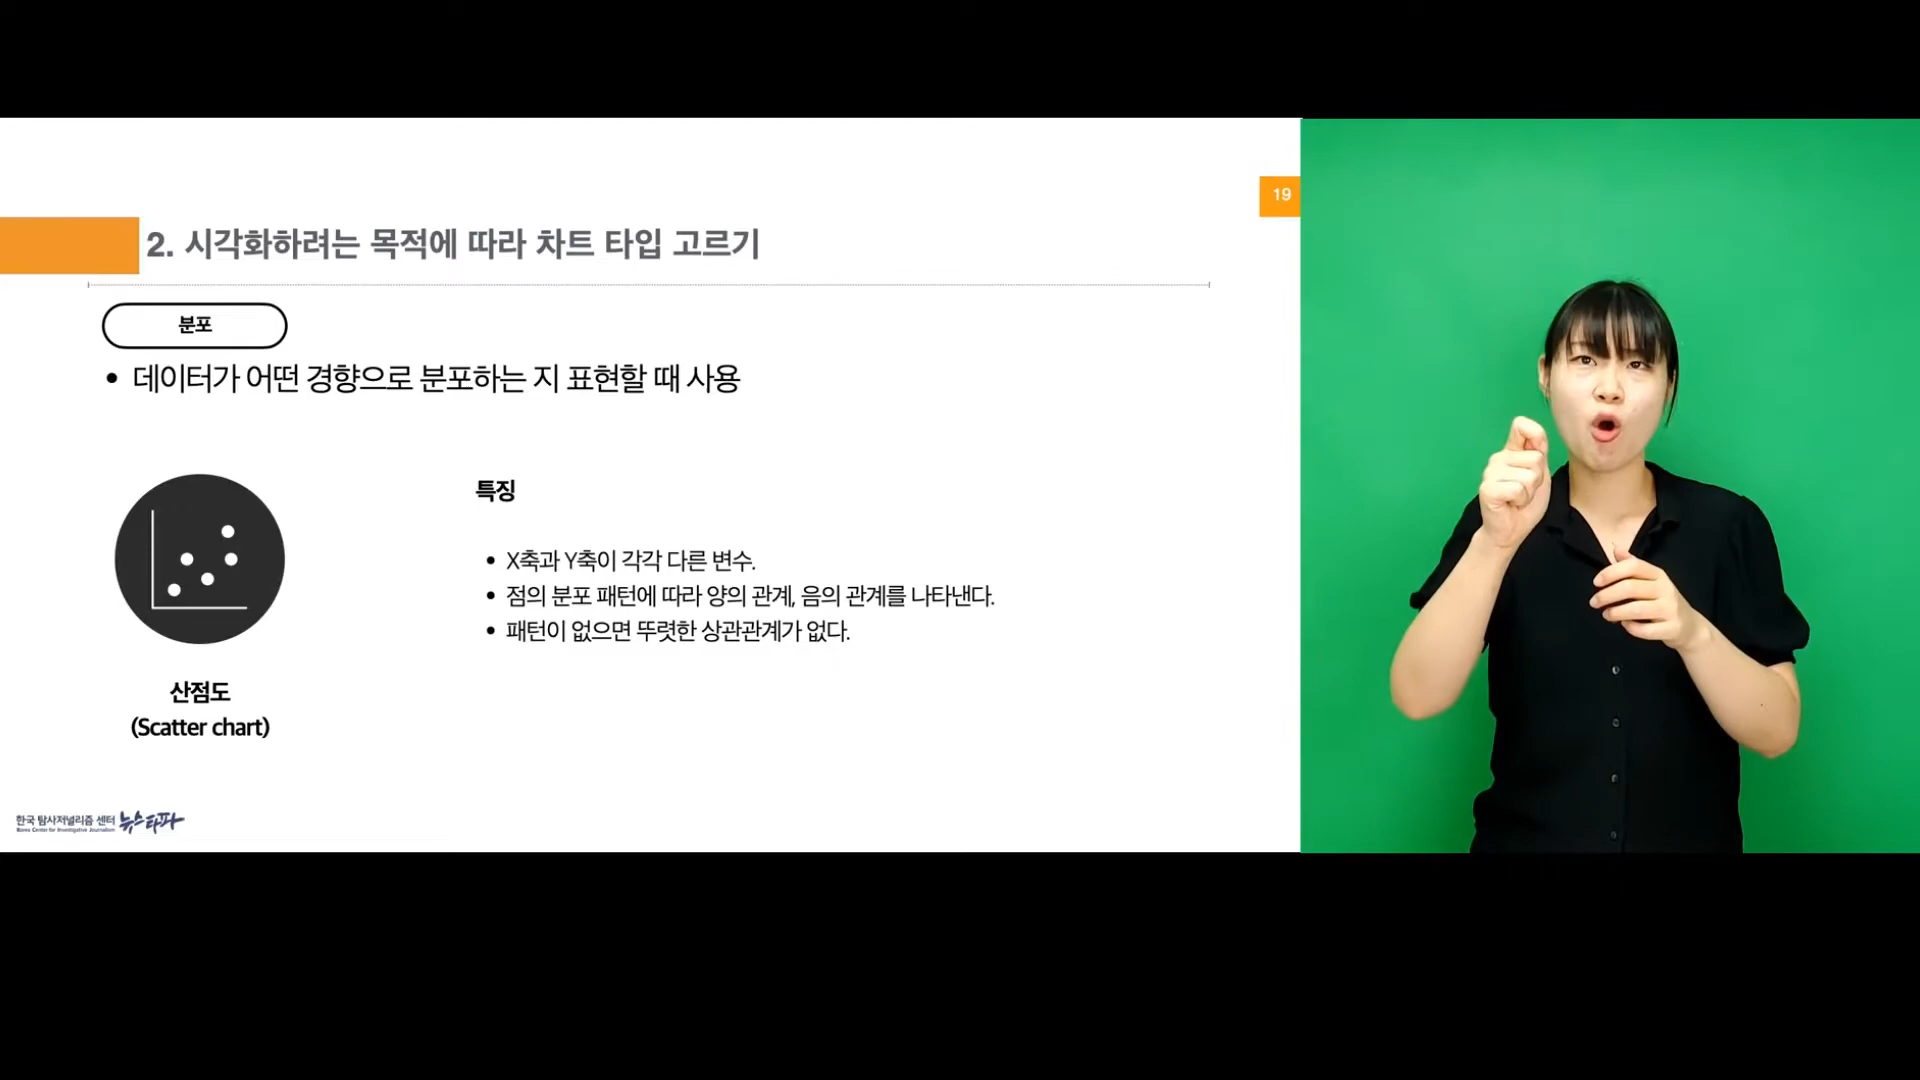 19
2. 시각화하려는 목적에 따라 차트 타입 고르기
분포
• 데이터가 어떤 경향으로 분포하는 지 표현할 때 사용
특징
• X축과 Y축이 각각 다른 변수.
• 점의 분포 패턴에 따라 양의 관계, 음의 관계를 나타낸다.
• 패턴이 없으면 뚜렷한 상관관계가 없다.
산점도
(Scatter chart)
한국 탐사저널리즘 센터 뉴스타파
Korea Center for Investigative Journalism